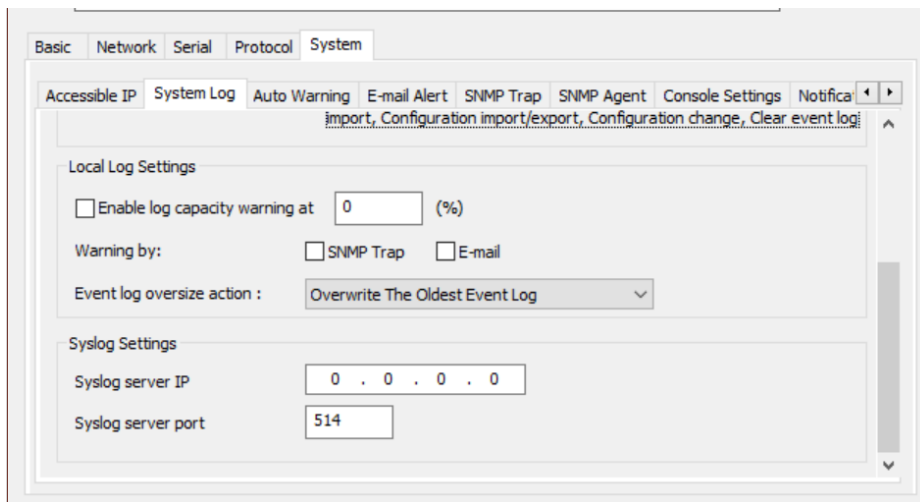 Basic Network Serial Protocol System
Accessible IP System Log Auto Warning E-mail Alert SNMP Trap SNMP Agent Console Settings Notificat
import, Configuration import/export, Configuration change, Clear event log
Local Log Settings
Enable log capacity warning at 0 (%)
Warning by: SNMP Trap E-mail
Event log oversize action : Overwrite The Oldest Event Log
Syslog Settings
Syslog server IP 0 . 0 . 0 . 0
Syslog server port 514